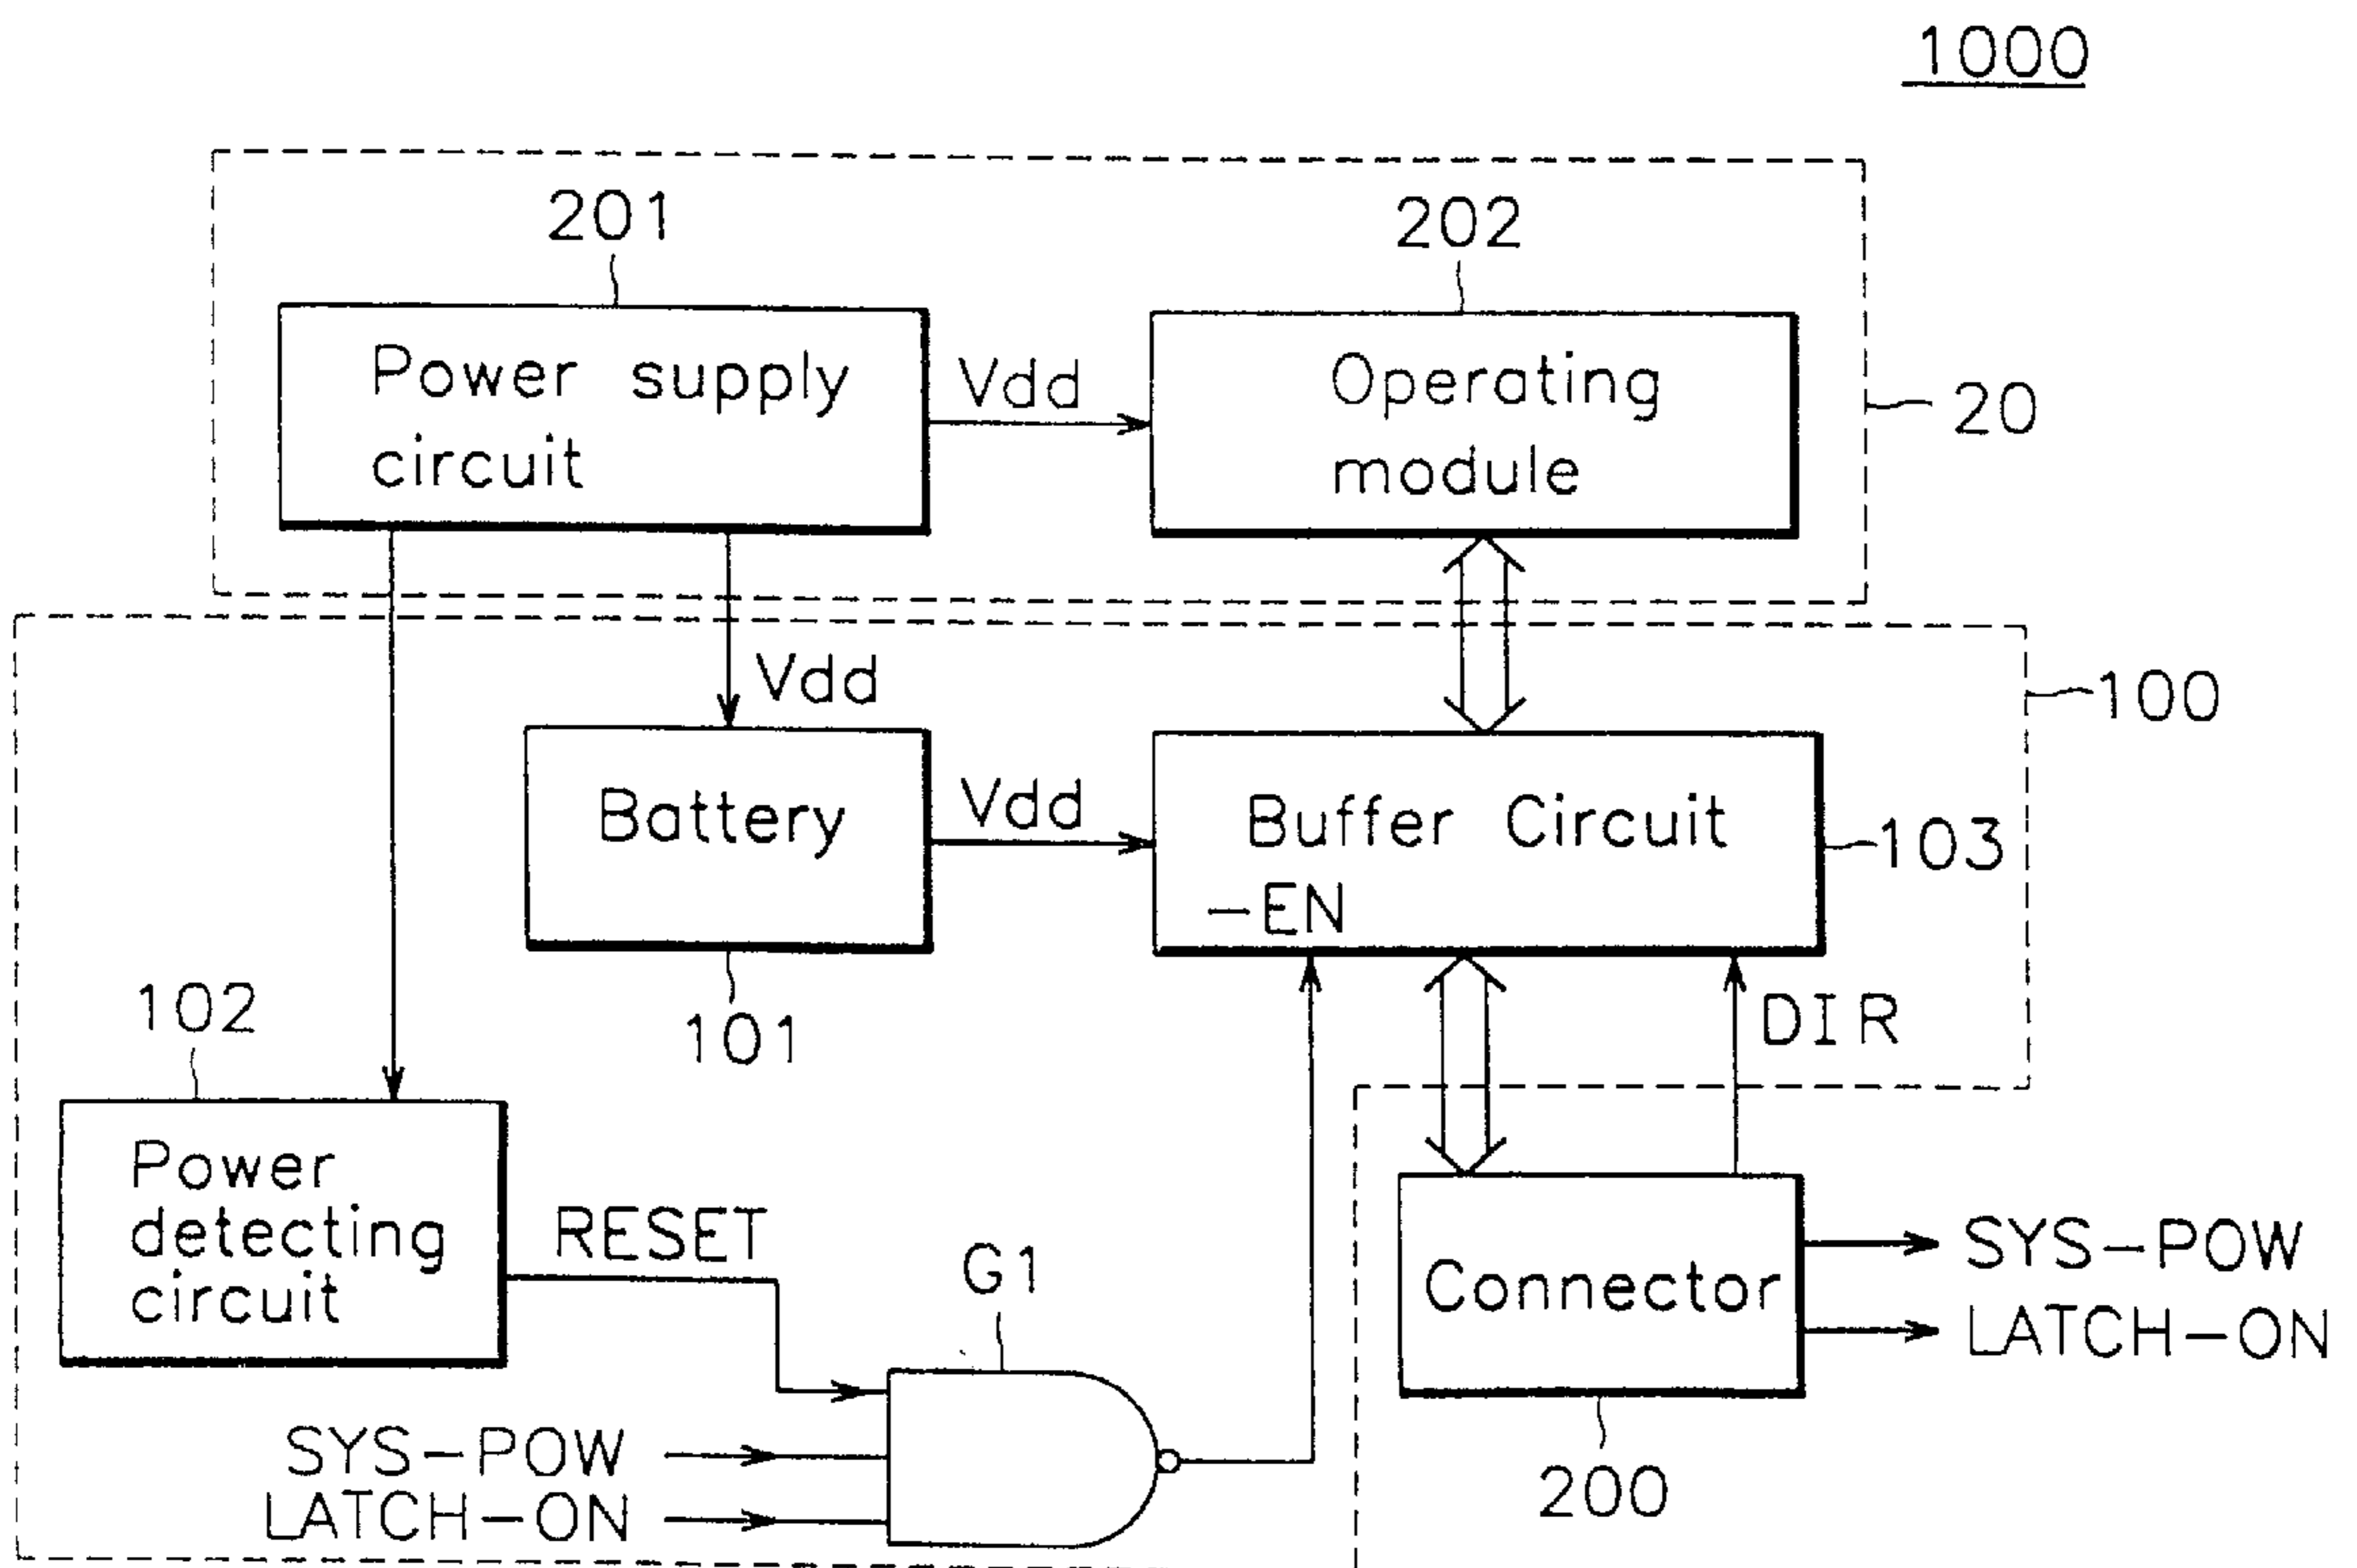 1000
201
202
Power supply
circuit
Vdd
Operating
module
20
Vdd
100
Battery
Vdd
Buffer Circuit
-EN
103
102
101
DIR
Power
detecting
circuit
RESET
G1
Connector
SYS-POW
LATCH-ON
SYS-POW
LATCH-ON
200